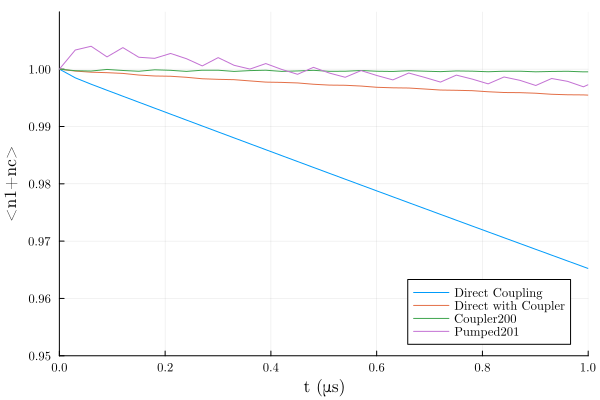 1.00
0.99
0.98
0.97
0.96
0.95
<n1+nc>
0.0
0.2
0.4
0.6
0.8
1.0
t (μs)
Direct Coupling
Direct with Coupler
Coupler200
Pumped201